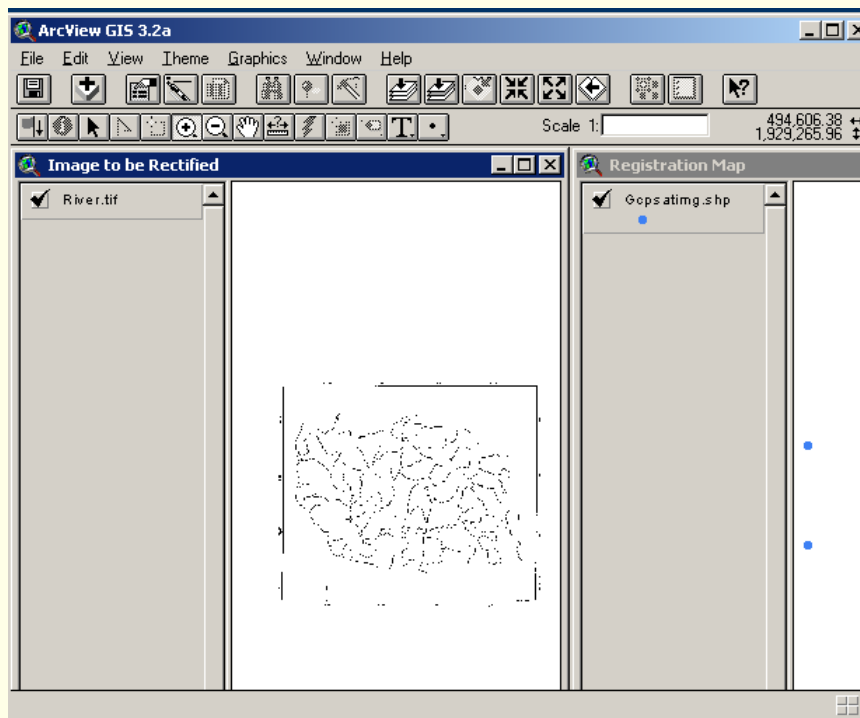 ArcView GIS 3.2a
File Edit View Theme Graphics Window Help
T Scale 1: 494,606.38
1,929,265.96
Image to be Rectified
Registration Map
River.tif
Gcpsatimg.shp